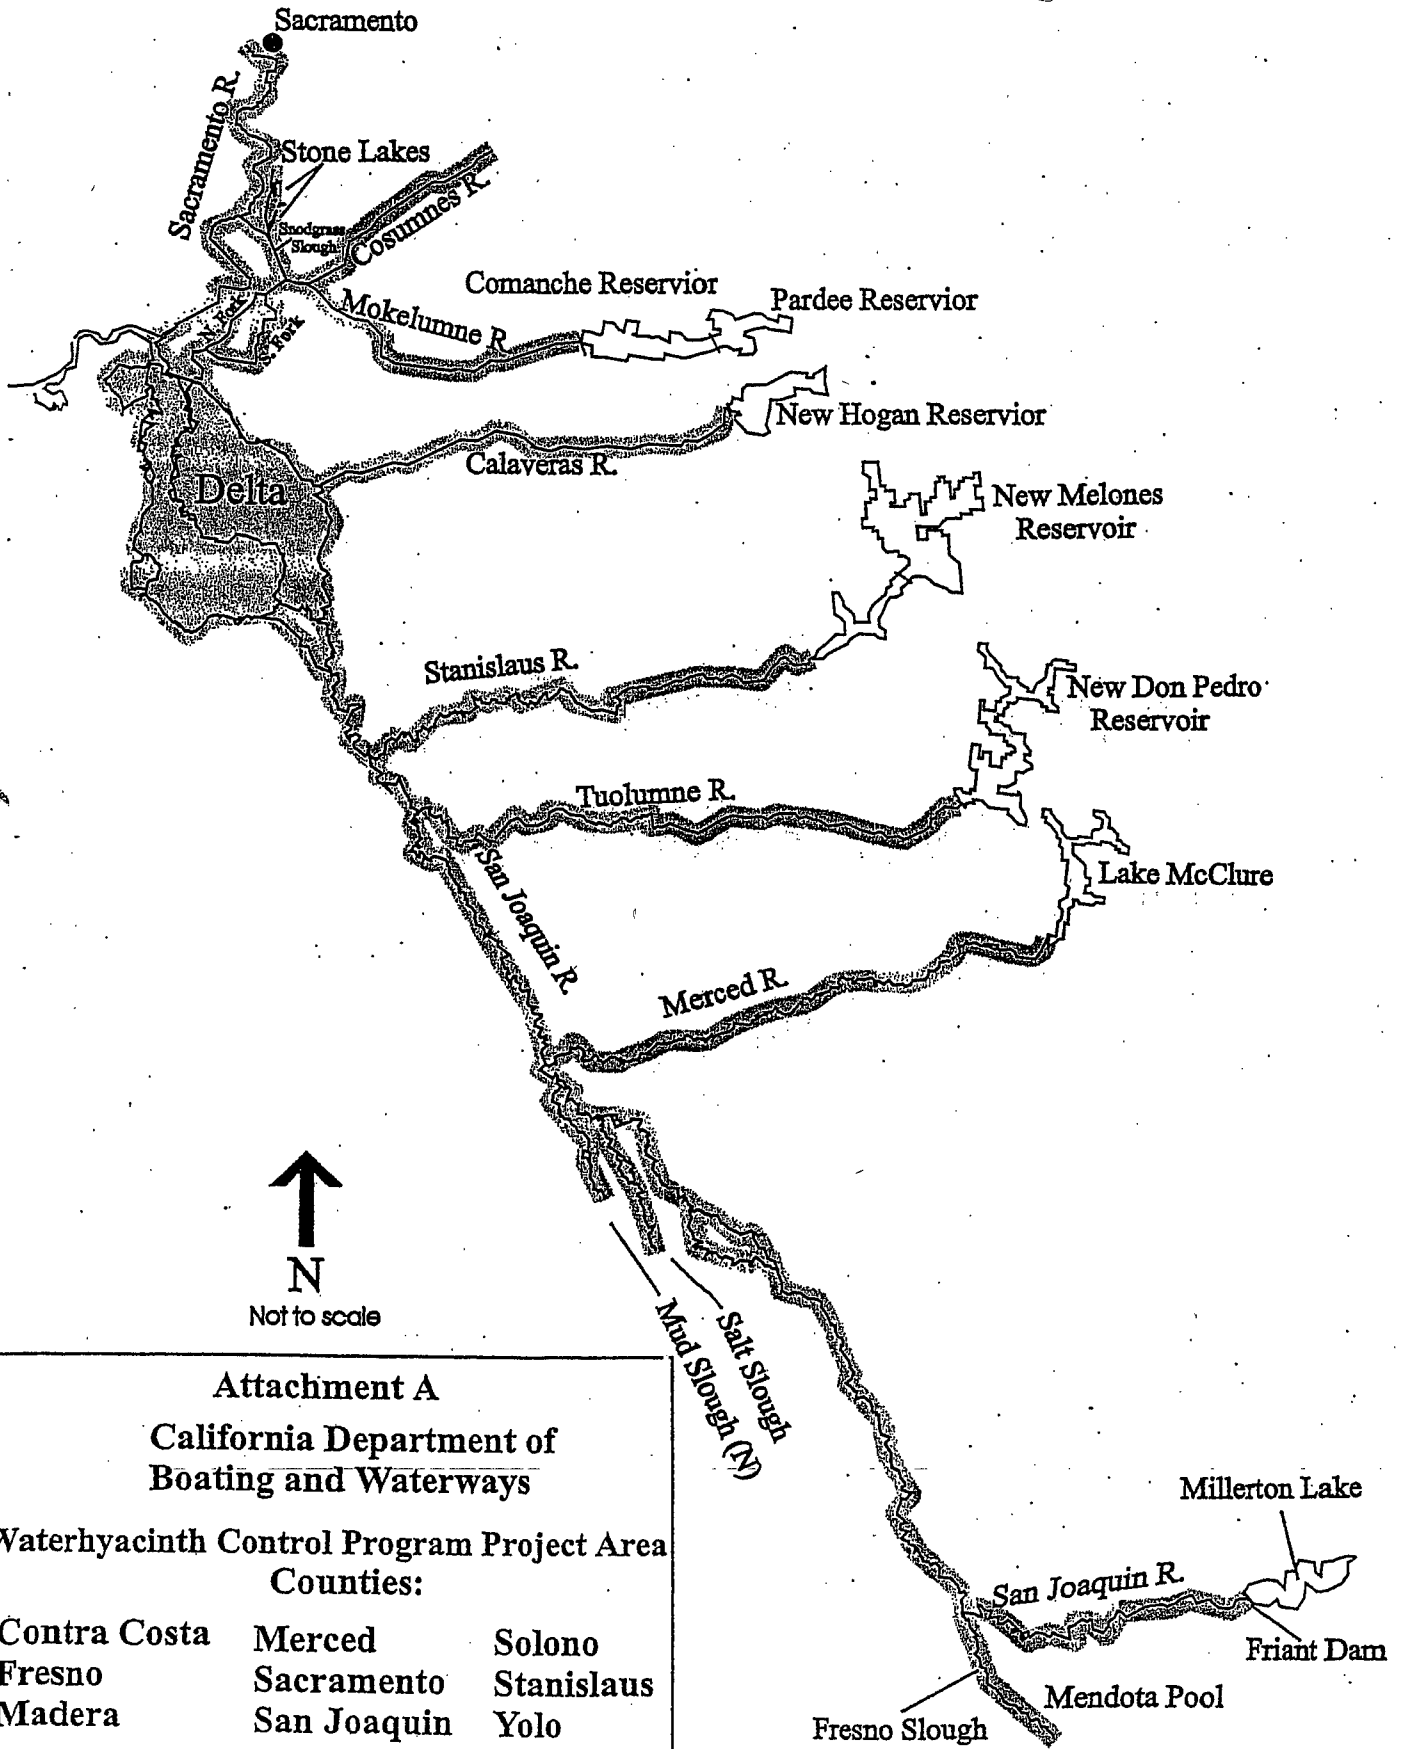 Sacramento
Sacramento R.
Stone Lakes
Snodgrass
Slough
Cosumnes R.
Comanche Reservior
Pardee Reservior
Mokelumne R
N. Fork
S. Fork
New Hogan Reservior
Calaveras R.
Delta
New Melones
Reservoir
Stanislaus R.
New Don Pedro
Reservoir
Tuolumne R.
San Joaquin R.
Lake McClure
Merced R.
N
Not to scale
Mud Slough (N)
Salt Slough
Attachment A
California Department of
Boating and Waterways
Waterhyacinth Control Program Project Area
Counties:
Contra Costa Merced Solono
Fresno Sacramento Stanislaus
Madera San Joaquin Yolo
Millerton Lake
San Joaquin R.
Friant Dam
Mendota Pool
Fresno Slough